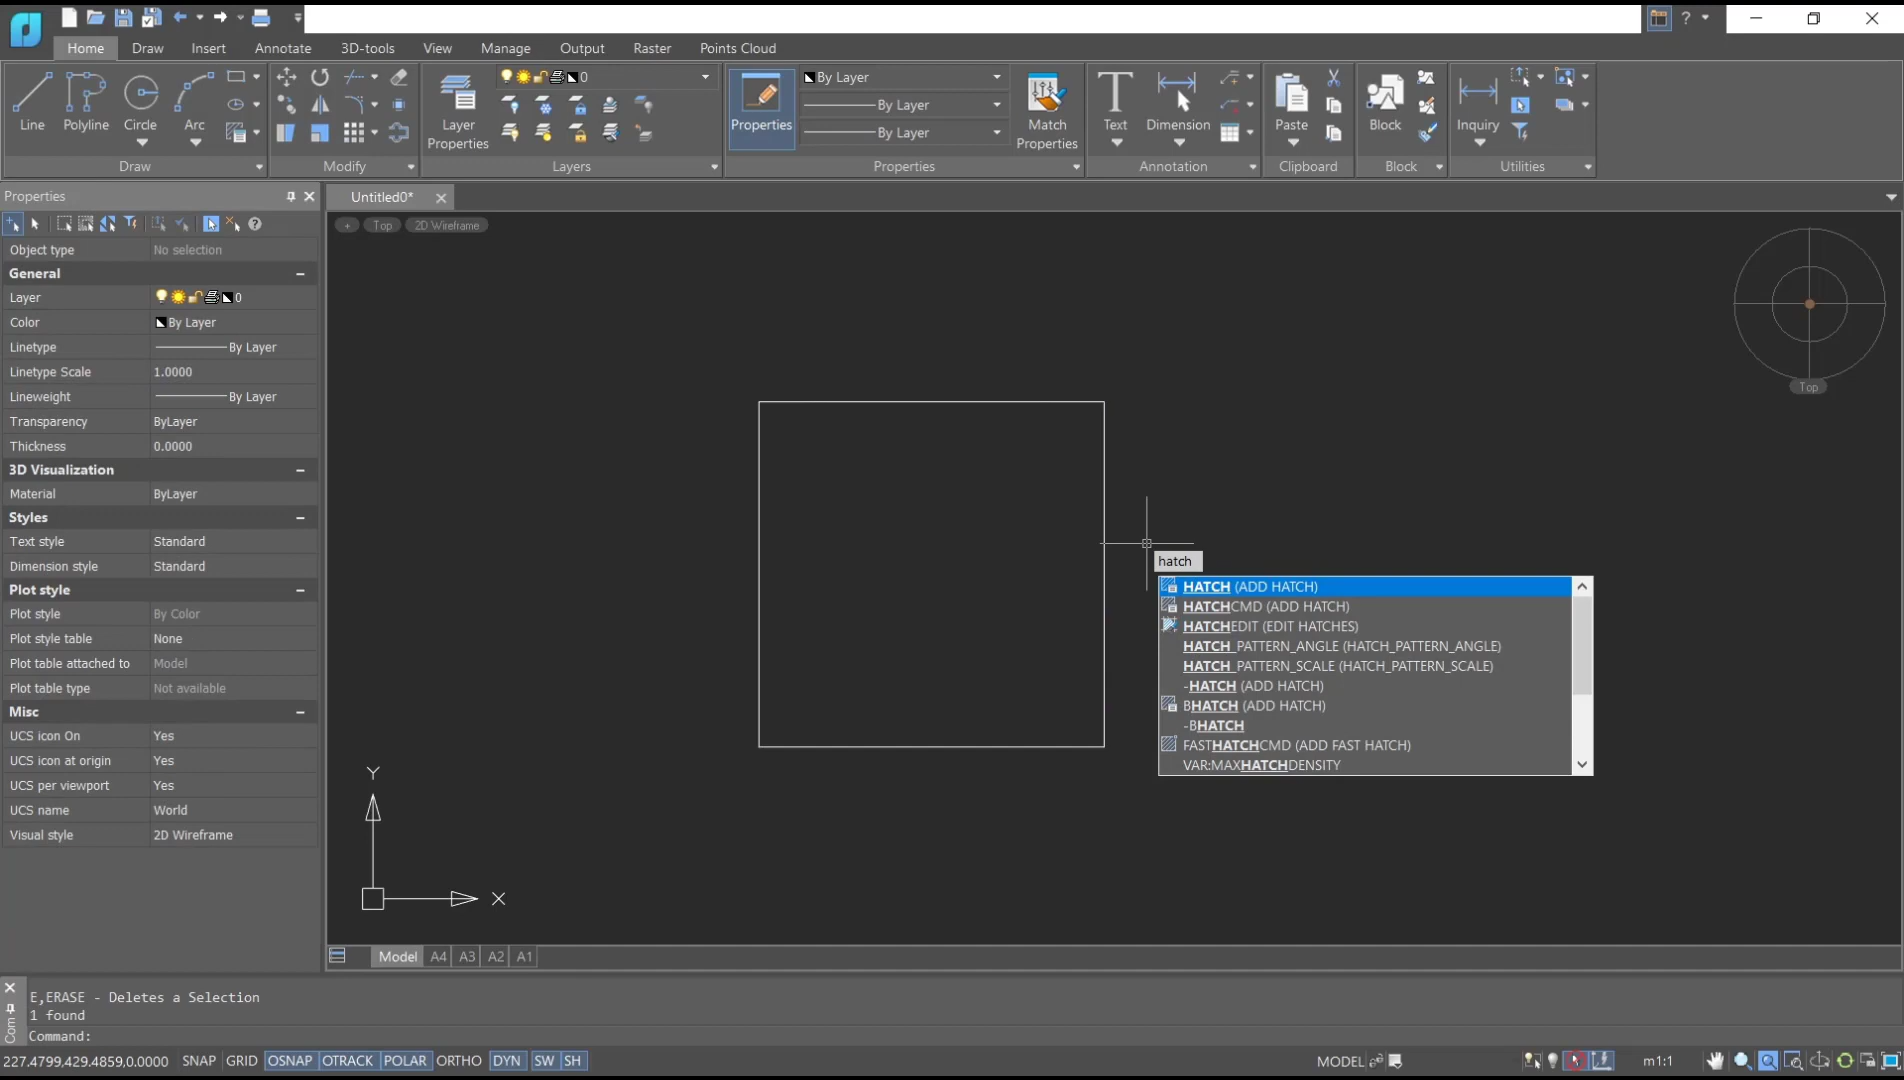 Home Draw Insert Annotate 3D-tools View Manage Output Raster Points Cloud
Line Polyline Circle Arc
Draw
Modify
0
Layer
Properties
Layers
Properties
By Layer
By Layer
By Layer
Match
Properties
Properties
Text Dimension
Annotation
Paste
Clipboard
Block
Block
Inquiry
Utilities
?
Properties
Untitled0*
+ Top 2D Wireframe
Object type No selection
General
Layer 0
Color By Layer
Linetype By Layer
Linetype Scale 1.0000
Lineweight By Layer
Transparency ByLayer
Thickness 0.0000
3D Visualization
Material ByLayer
Styles
Text style Standard
Dimension style Standard
Plot style
Plot style By Color
Plot style table None
Plot table attached to Model
Plot table type Not available
Misc
UCS icon On Yes
UCS icon at origin Yes
UCS per viewport Yes
UCS name World
Visual style 2D Wireframe
Top
hatch
HATCH (ADD HATCH)
HATCHCMD (ADD HATCH)
HATCHEDIT (EDIT HATCHES)
HATCH_PATTERN_ANGLE (HATCH_PATTERN_ANGLE)
HATCH_PATTERN_SCALE (HATCH_PATTERN_SCALE)
-HATCH (ADD HATCH)
BHATCH (ADD HATCH)
-BHATCH
FASTHATCHCMD (ADD FAST HATCH)
VAR:MAXHATCHDENSITY
Y
X
Model A4 A3 A2 A1
Com
E,ERASE - Deletes a Selection
1 found
Command:
227.4799,429.4859,0.0000 SNAP GRID OSNAP OTRACK POLAR ORTHO DYN SW SH MODEL m1:1